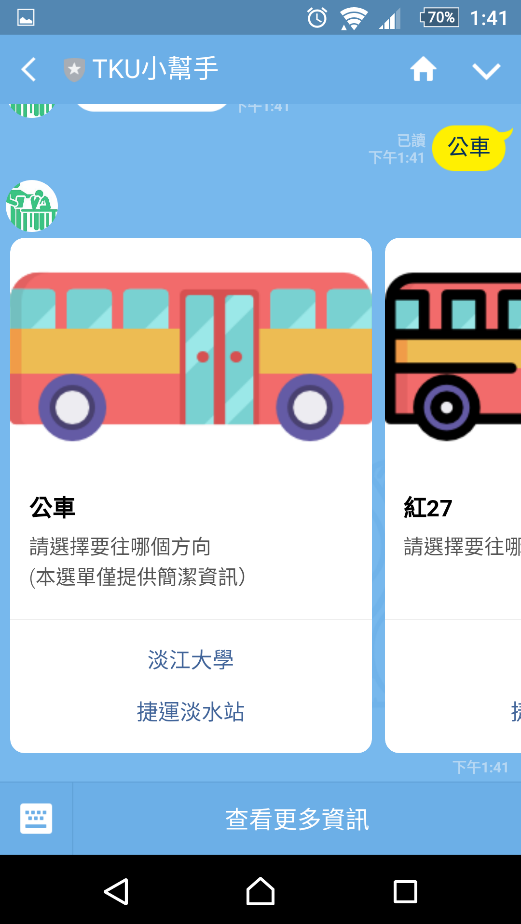 70% 1:41
TKU小幫手
下午1:41
已讀
下午1:41
公車
公車
請選擇要往哪個方向
(本選單僅提供簡潔資訊)
淡江大學
捷運淡水站
紅27
請選擇要往哪
下午1:41
查看更多資訊